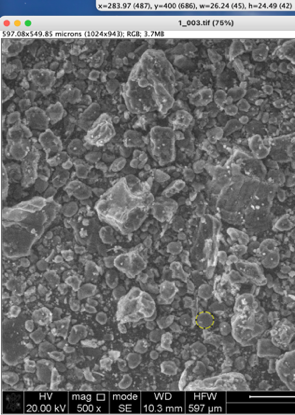 x=283.97 (487), y=400 (686), w=26.24 (45), h=24.49 (42)
1_003.tif (75%)
597.08x549.85 microns (1024x943); RGB; 3.7MB
HV mag mode WD HFW
20.00 kV 500 x SE 10.3 mm 597 µm